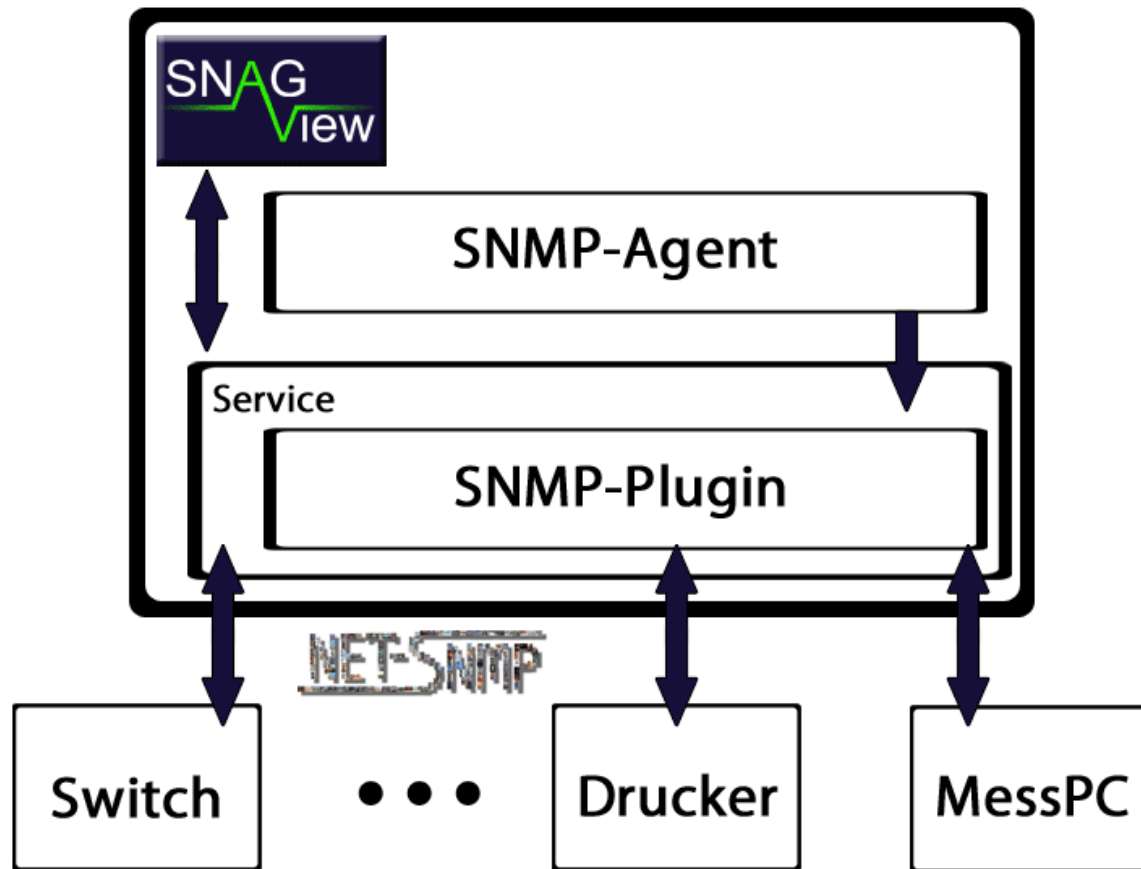 SNAG
View
SNMP-Agent
Service
SNMP-Plugin
NET-SNMP
Switch
Drucker
MessPC